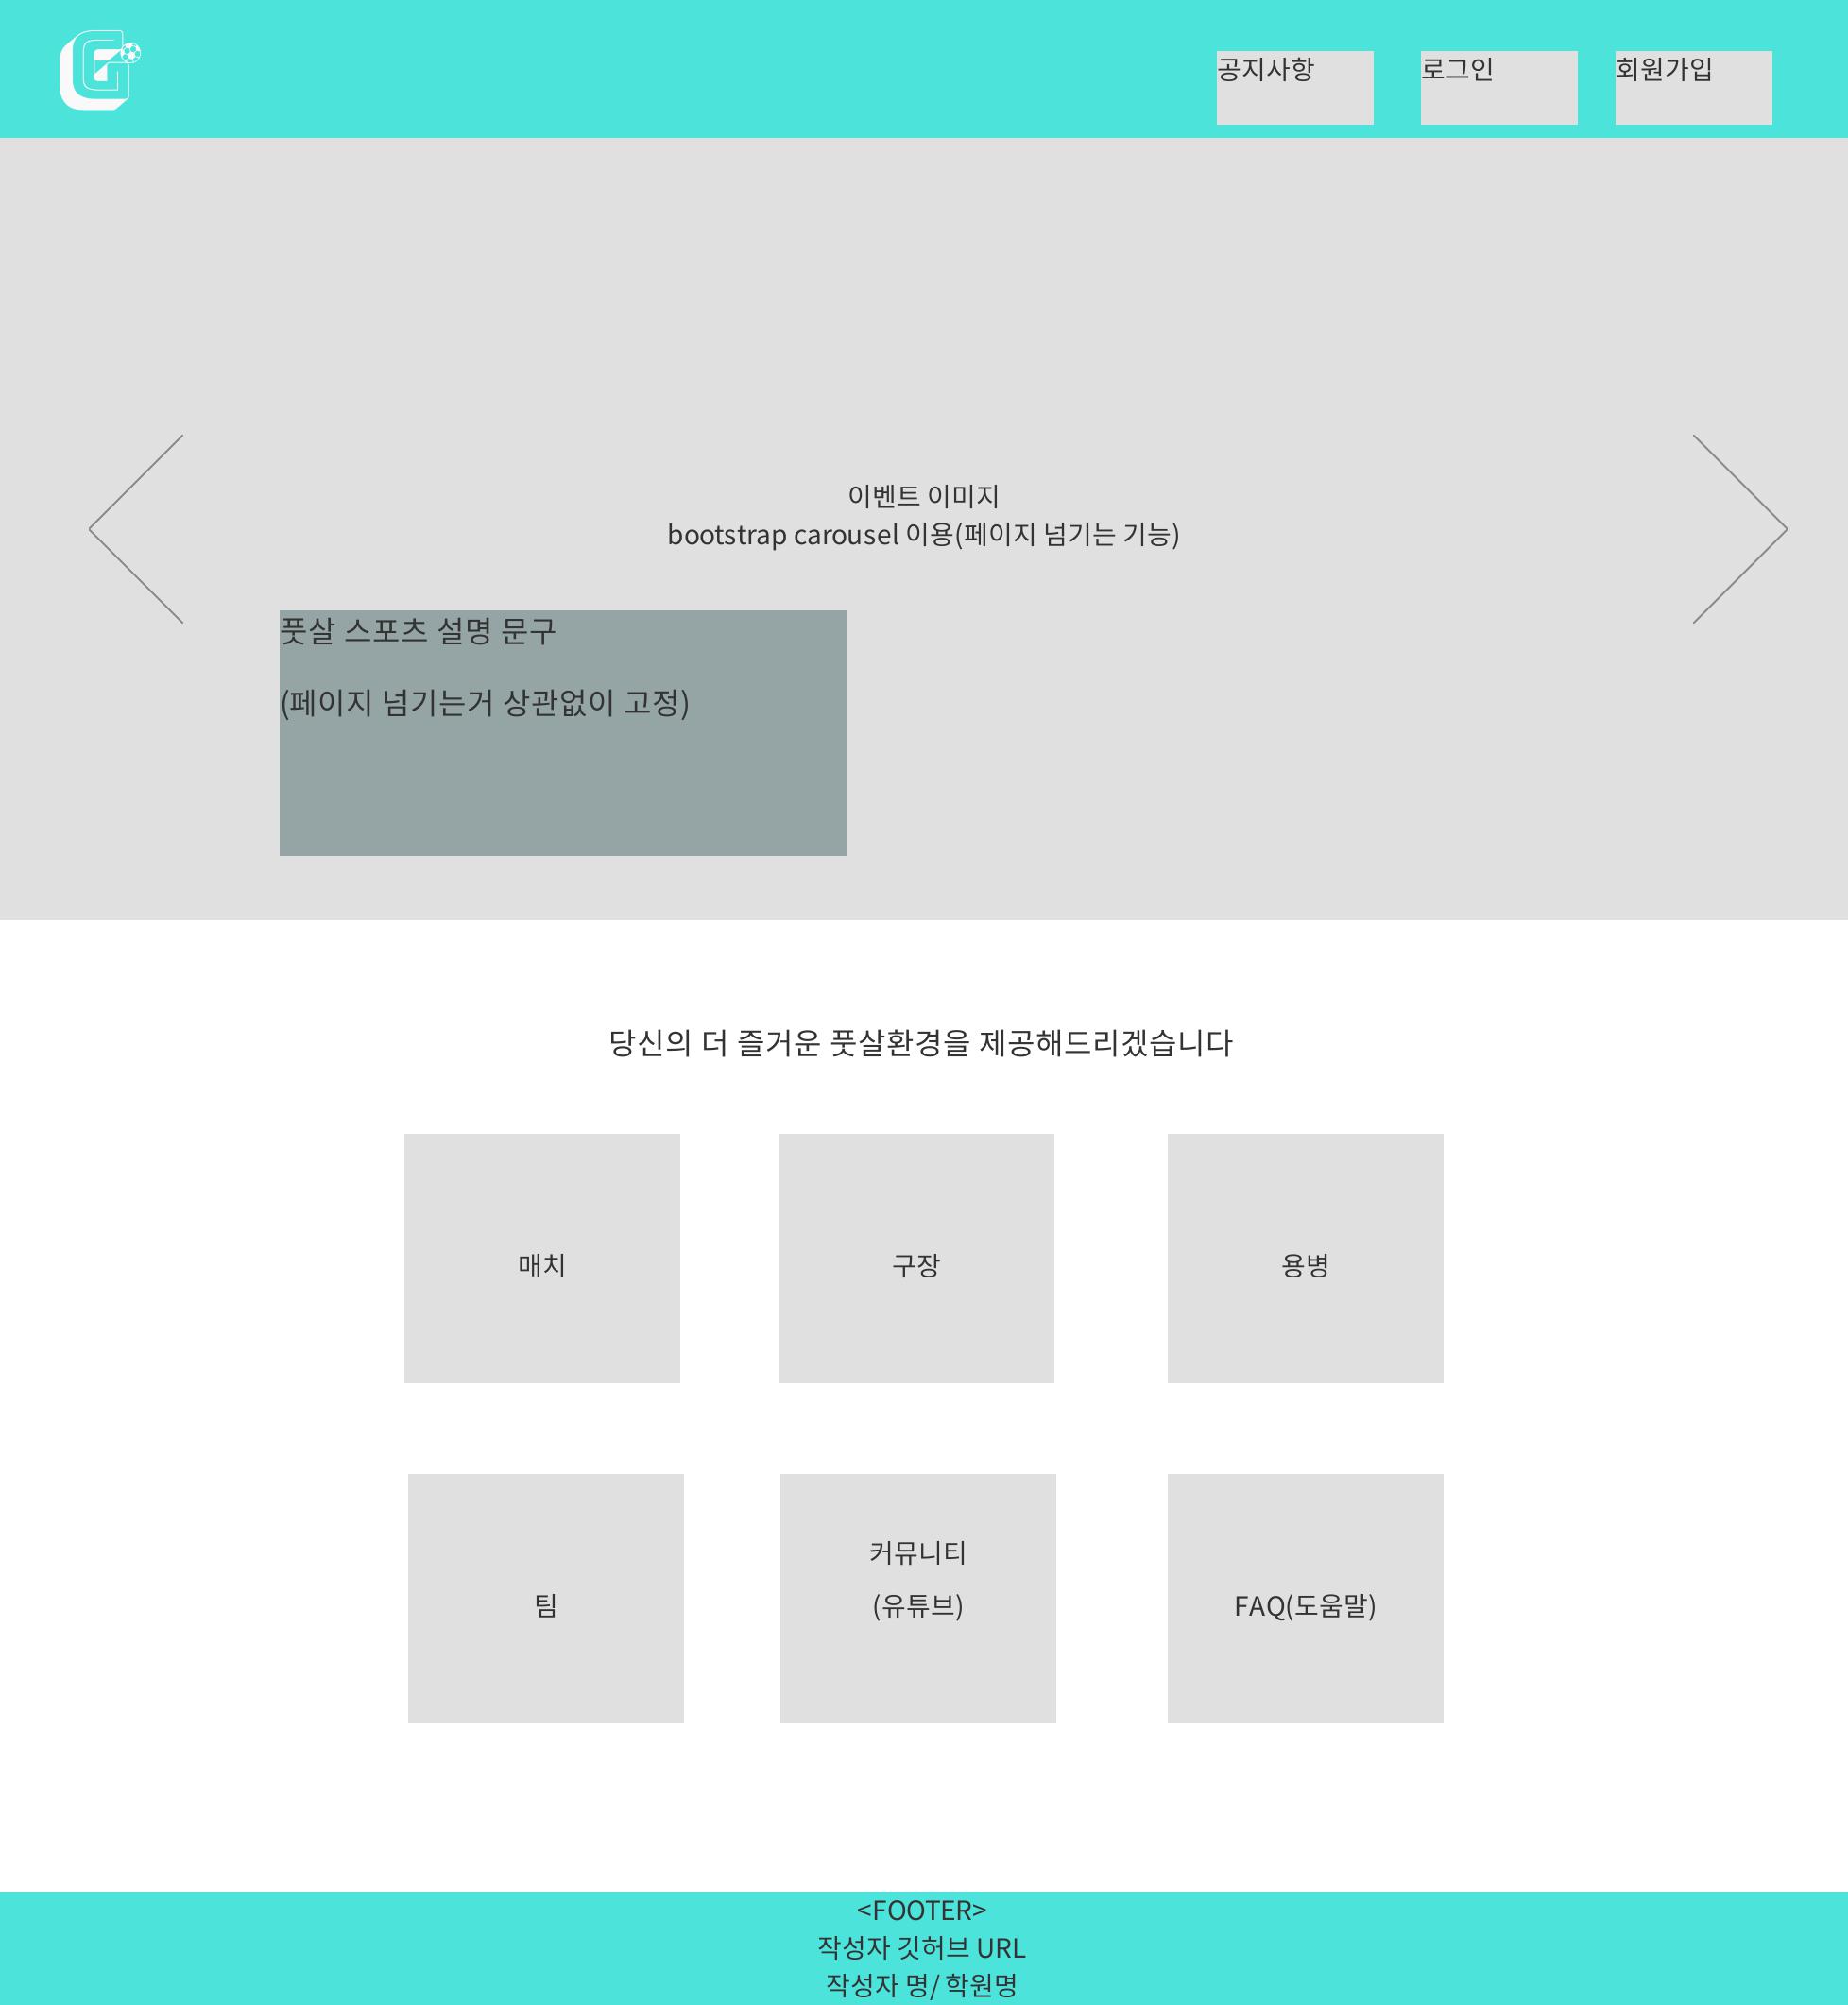 G
공지사항
로그인
회원가입
이벤트 이미지
bootstrap carousel 이용(페이지 넘기는 기능)
풋살 스포츠 설명 문구
(페이지 넘기는거 상관없이 고정)
당신의 더 즐거운 풋살환경을 제공해드리겠습니다
매치
구장
용병
팀
커뮤니티
(유튜브)
FAQ(도움말)
<FOOTER>
작성자 깃허브 URL
작성자 명/ 학원명